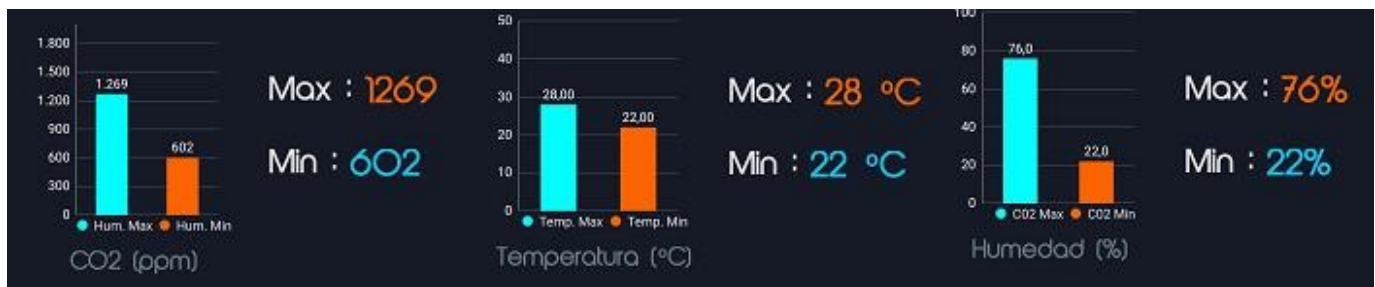 1.800
1.500
1.200
900
600
300
0
1.269
602
Hum. Max Hum. Min
CO2 (ppm)
Max : 1269
Min : 602
50
40
30
20
10
0
28,00
22,00
Temp. Max Temp. Min
Temperatura (ºC)
Max : 28 ºC
Min : 22 ºC
100
80
60
40
20
0
76,0
22,0
C02 Max C02 Min
Humedad (%)
Max : 76%
Min : 22%